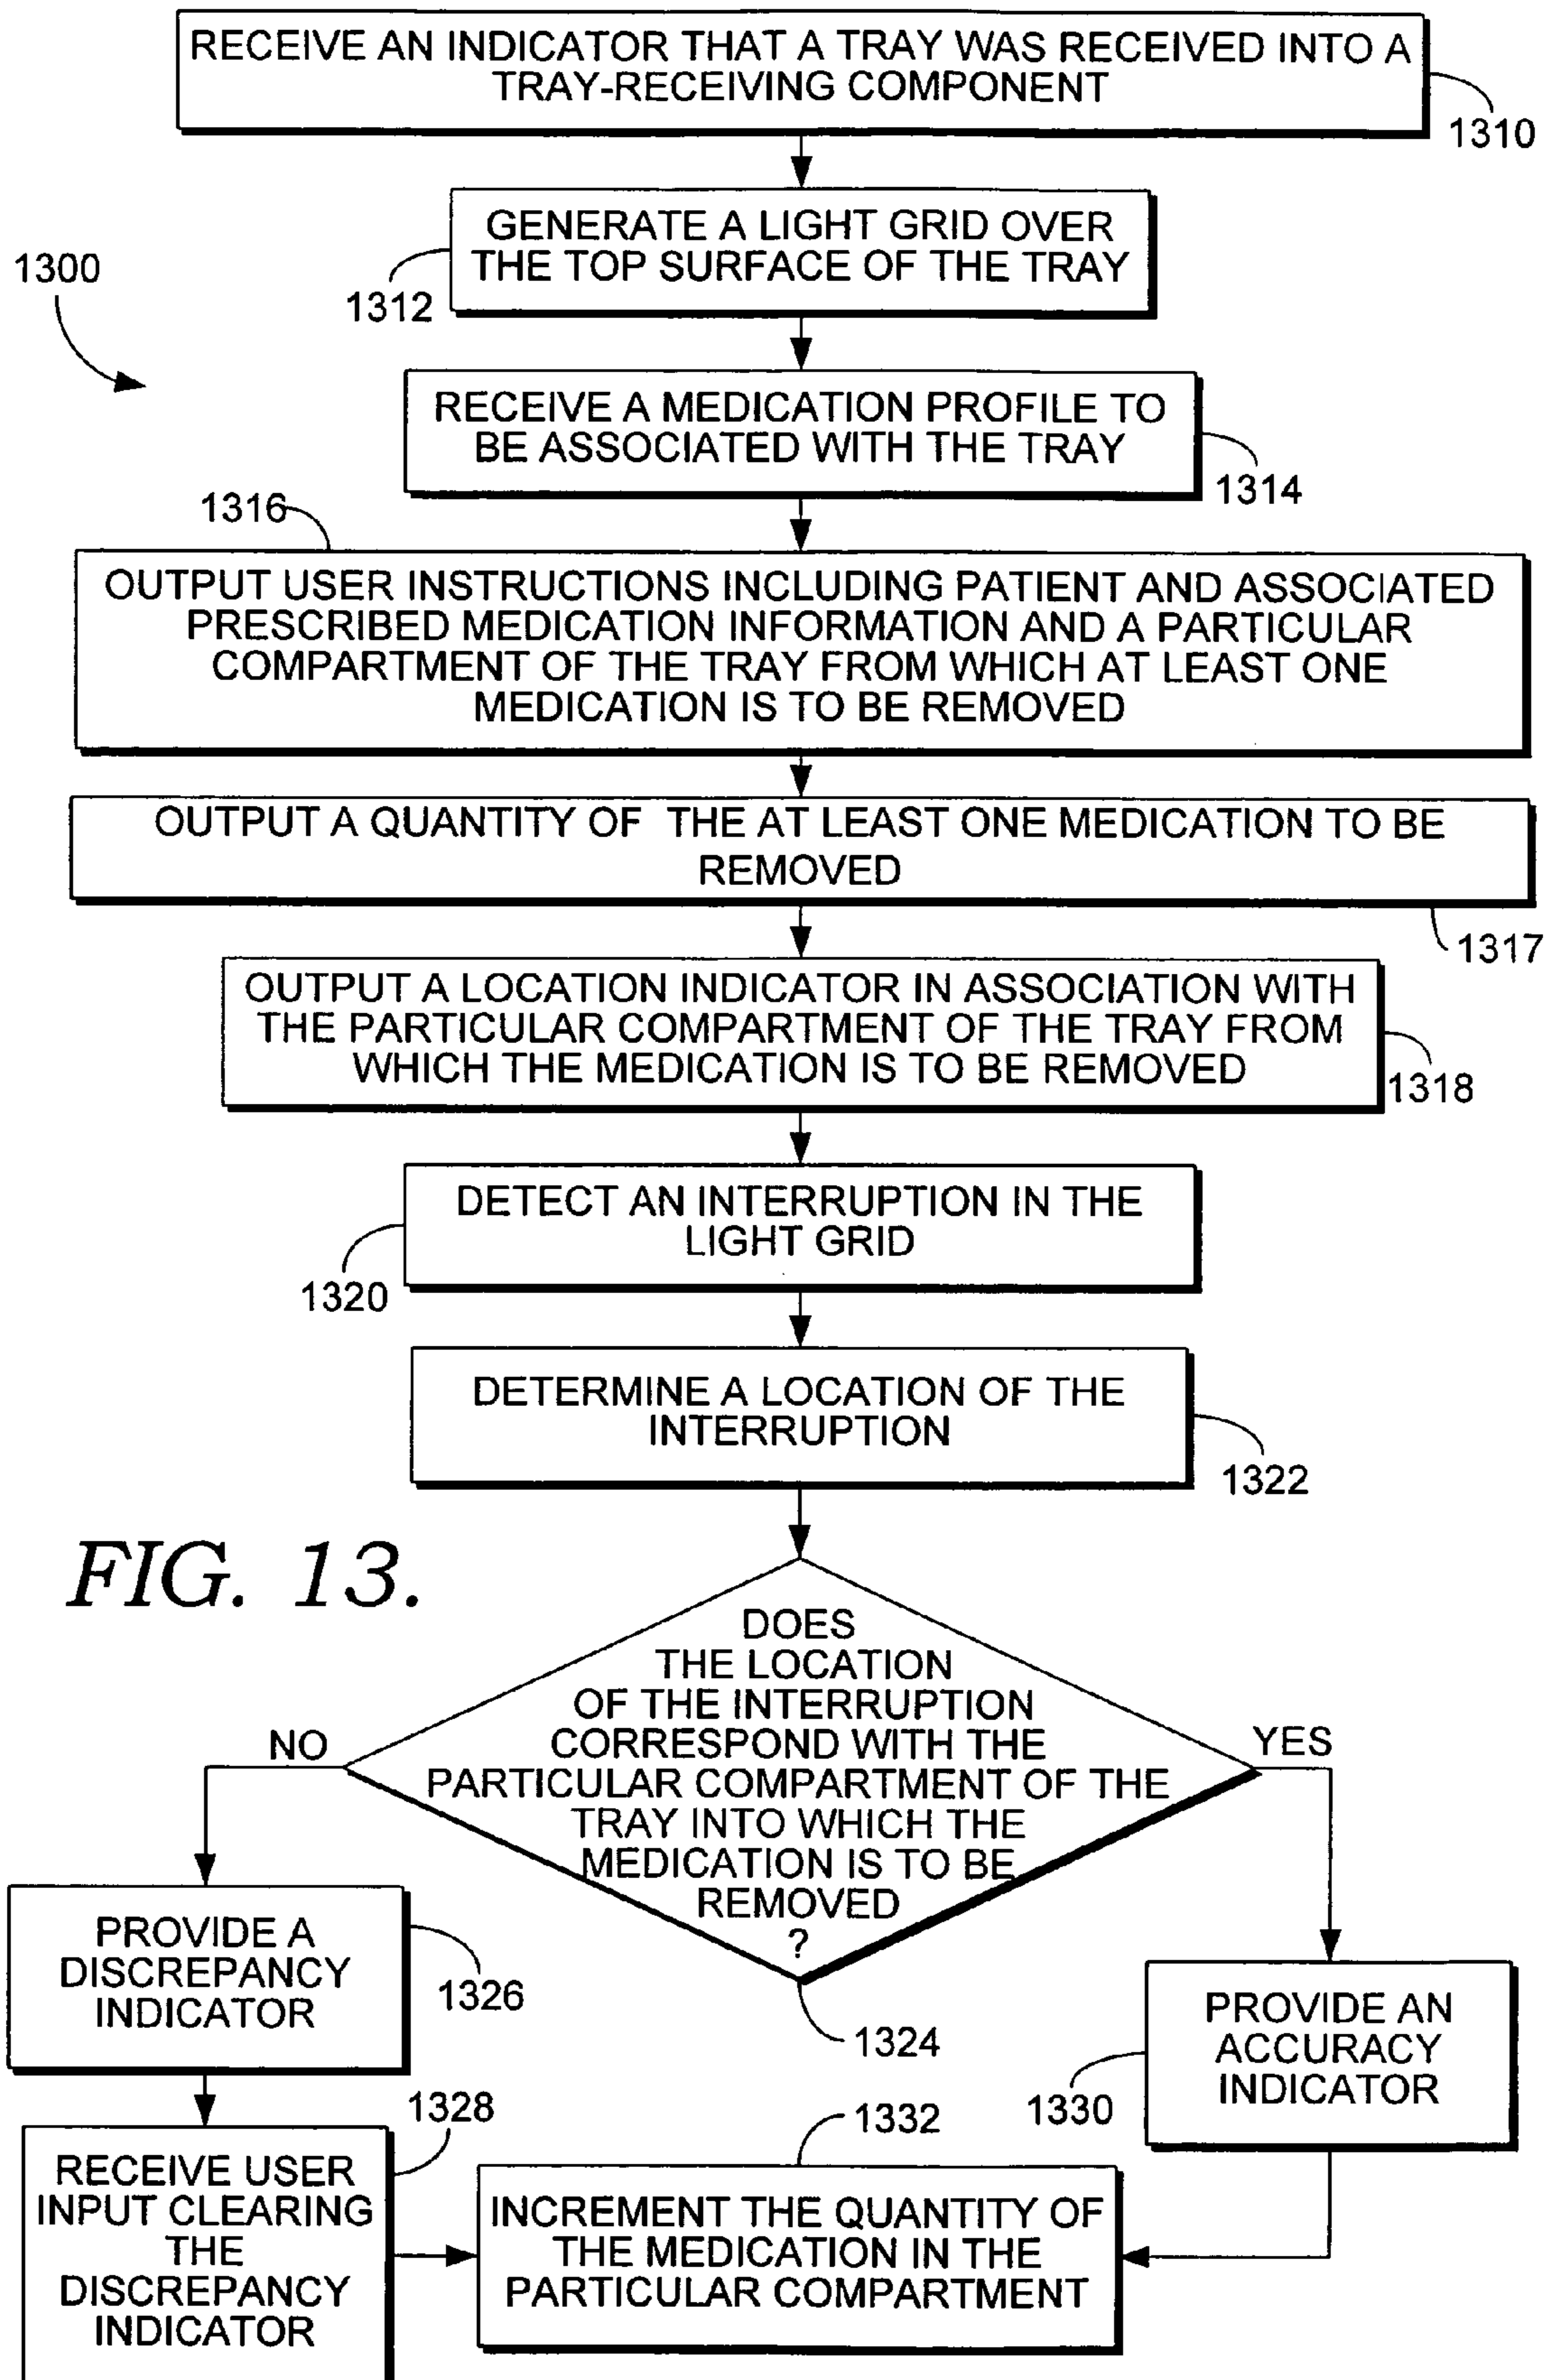 RECEIVE AN INDICATOR THAT A TRAY WAS RECEIVED INTO A
TRAY-RECEIVING COMPONENT
1310
GENERATE A LIGHT GRID OVER
THE TOP SURFACE OF THE TRAY
1312
1300
RECEIVE A MEDICATION PROFILE TO
BE ASSOCIATED WITH THE TRAY
1314
1316
OUTPUT USER INSTRUCTIONS INCLUDING PATIENT AND ASSOCIATED
PRESCRIBED MEDICATION INFORMATION AND A PARTICULAR
COMPARTMENT OF THE TRAY FROM WHICH AT LEAST ONE
MEDICATION IS TO BE REMOVED
OUTPUT A QUANTITY OF THE AT LEAST ONE MEDICATION TO BE
REMOVED
1317
OUTPUT A LOCATION INDICATOR IN ASSOCIATION WITH
THE PARTICULAR COMPARTMENT OF THE TRAY FROM
WHICH THE MEDICATION IS TO BE REMOVED
1318
DETECT AN INTERRUPTION IN THE
LIGHT GRID
1320
DETERMINE A LOCATION OF THE
INTERRUPTION
1322
FIG. 13.
DOES
THE LOCATION
OF THE INTERRUPTION
CORRESPOND WITH THE
PARTICULAR COMPARTMENT OF THE
TRAY INTO WHICH THE
MEDICATION IS TO BE
REMOVED
?
1324
NO
YES
PROVIDE A
DISCREPANCY
INDICATOR
1326
PROVIDE AN
ACCURACY
INDICATOR
1330
1328
RECEIVE USER
INPUT CLEARING
THE
DISCREPANCY
INDICATOR
1332
INCREMENT THE QUANTITY OF
THE MEDICATION IN THE
PARTICULAR COMPARTMENT